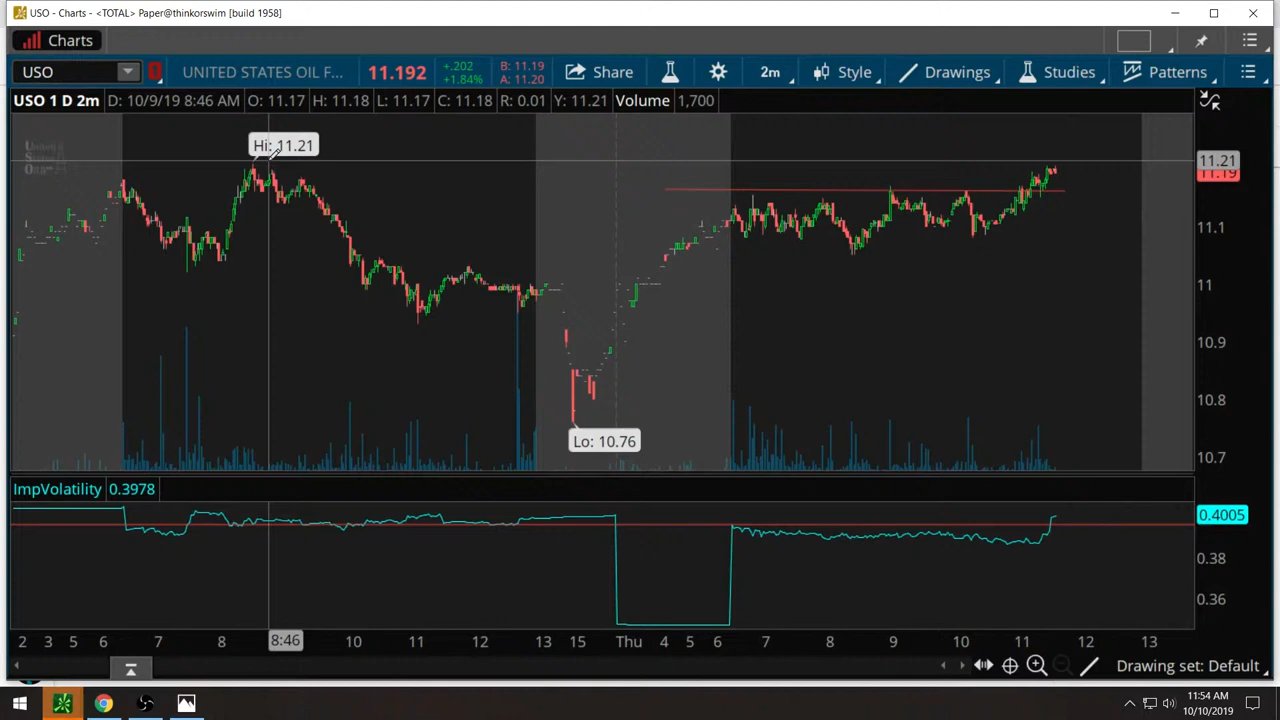 USO - Charts - <TOTAL> Paper@thinkorswim [build 1958]
Charts
USO UNITED STATES OIL F... 11.192 +.202 +1.84% B: 11.19 A: 11.20 Share 2m Style Drawings Studies Patterns
USO 1 D 2m D: 10/9/19 8:46 AM O: 11.17 H: 11.18 L: 11.17 C: 11.18 R: 0.01 Y: 11.21 Volume 1,700
Hi: 11.21
11.21
11.19
11.1
11
10.9
10.8
Lo: 10.76
10.7
ImpVolatility 0.3978
0.4005
0.38
0.36
2 3 5 6 7 8 8:46 10 11 12 13 15 Thu 4 5 6 7 8 9 10 11 12 13
Drawing set: Default
11:54 AM
10/10/2019